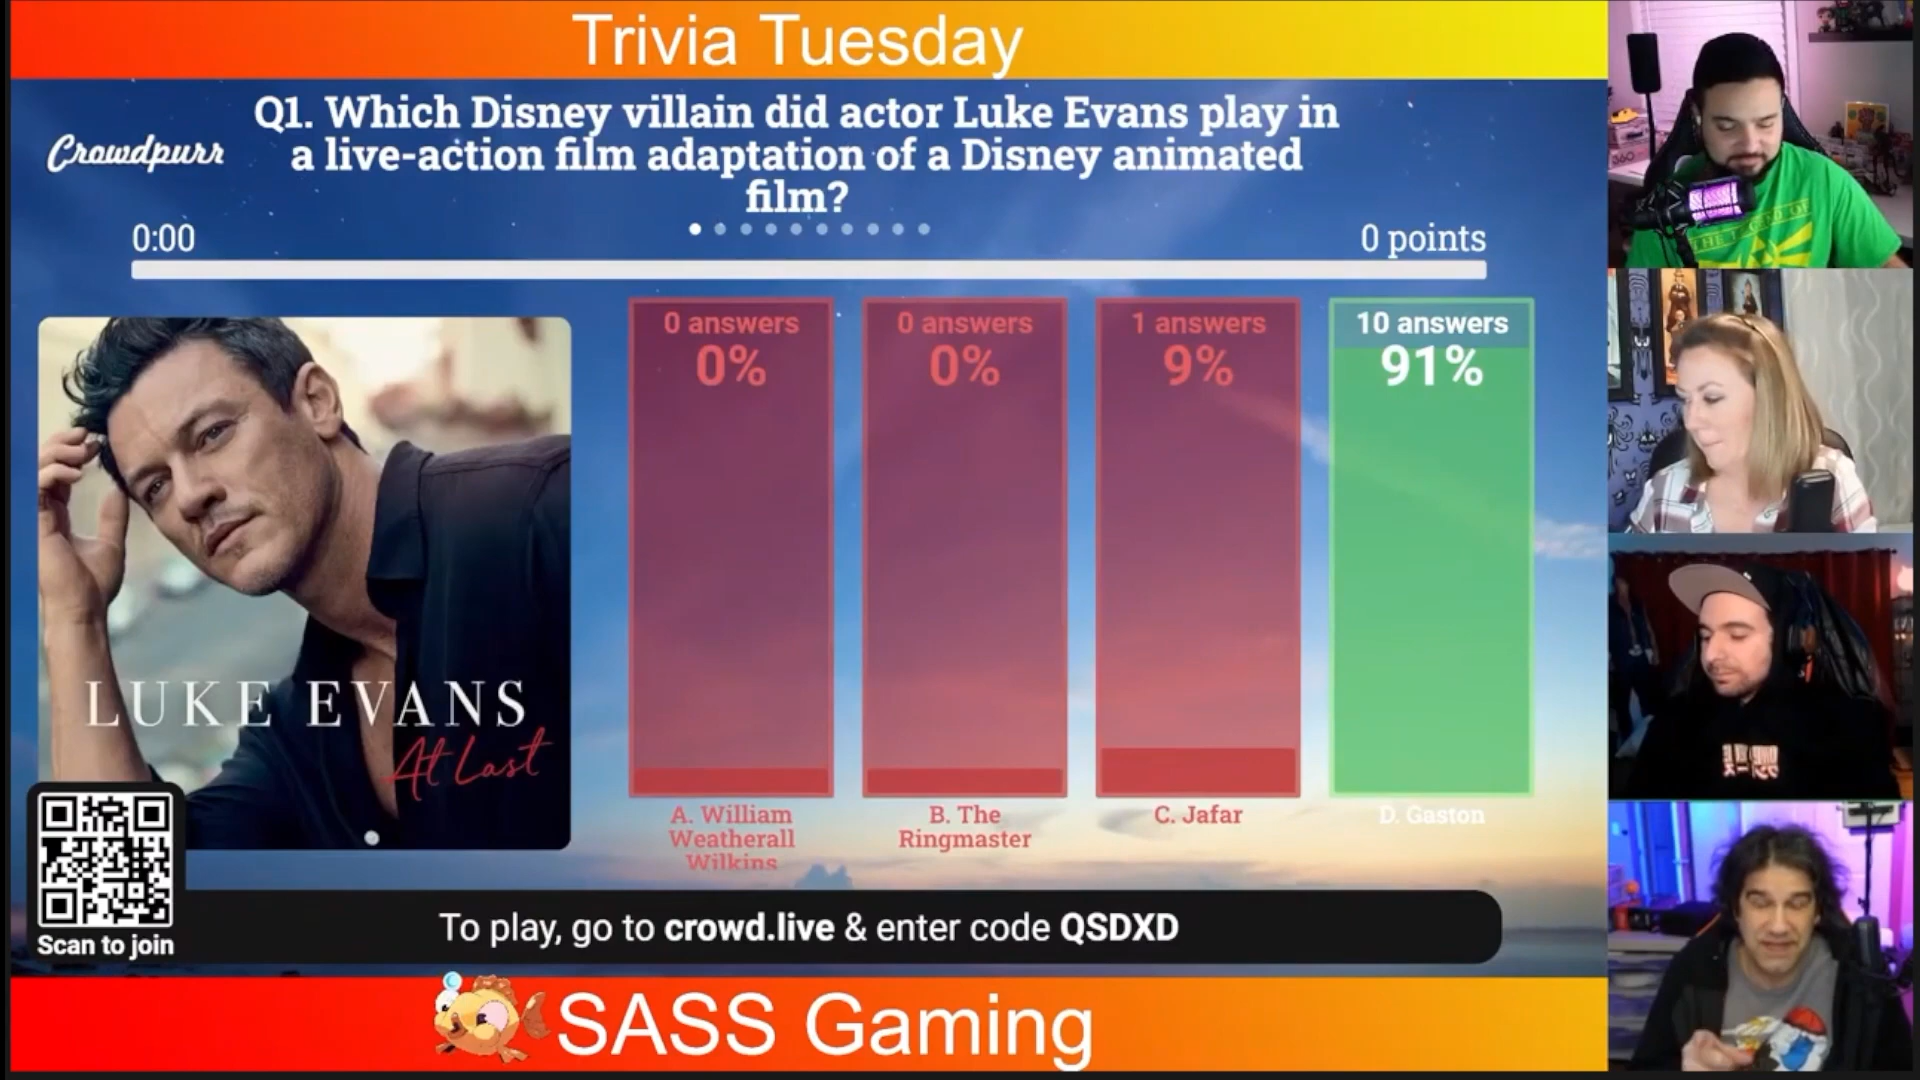 Trivia Tuesday
Crowdpurr
Q1. Which Disney villain did actor Luke Evans play in
a live-action film adaptation of a Disney animated
film?
0:00
0 points
0 answers
0%
0 answers
0%
1 answers
9%
10 answers
91%
LUKE EVANS
At Last
A. William
Weatherall
Wilkins
B. The
Ringmaster
C. Jafar
D. Gaston
Scan to join
To play, go to crowd.live & enter code QSDXD
SASS Gaming
THE LEGEND OF